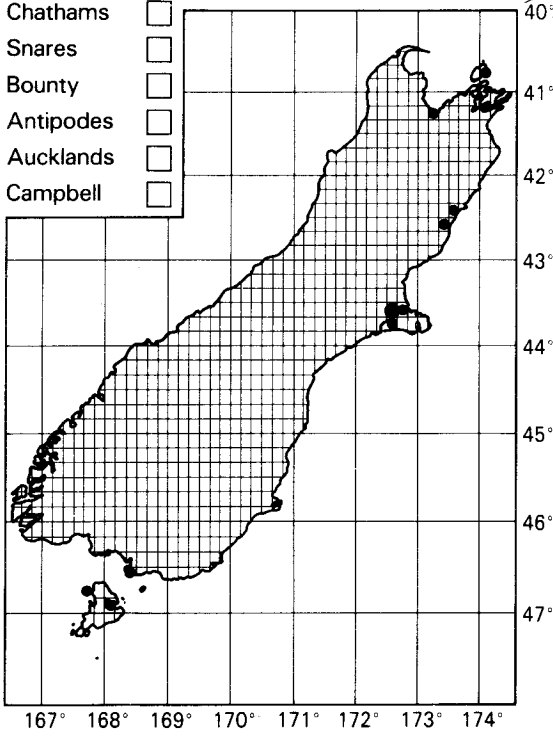 Chathams
Snares
Bounty
Antipodes
Aucklands
Campbell
40°
41°
42°
43°
44°
45°
46°
47°
167° 168° 169° 170° 171° 172° 173° 174°